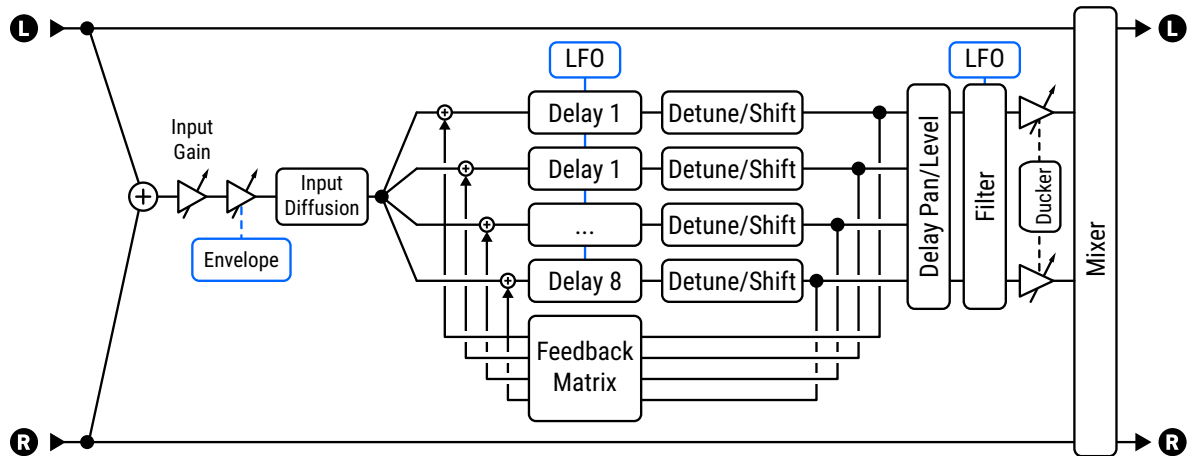 L
L
LFO
LFO
Input
Gain
Delay 1
Detune/Shift
Delay 1
Detune/Shift
Input
Diffusion
...
Detune/Shift
Envelope
Delay 8
Detune/Shift
Delay Pan/Level
Filter
Ducker
Mixer
Feedback
Matrix
R
R